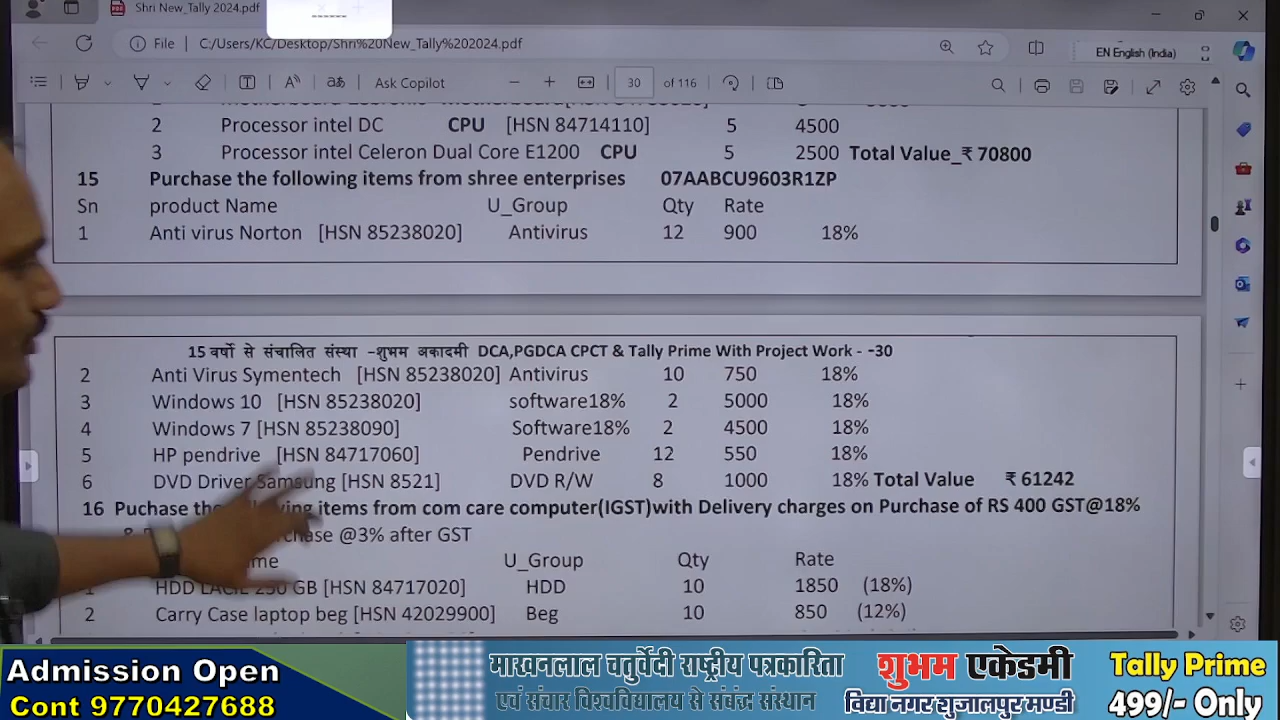 Shri New_Tally 2024.pdf
File C:/Users/KC/Desktop/Shri%20New_Tally%202024.pdf EN English (India)
Ask Copilot 30 of 116
2 Processor intel DC CPU [HSN 84714110] 5 4500
3 Processor intel Celeron Dual Core E1200 CPU 5 2500 Total Value_₹ 70800
15 Purchase the following items from shree enterprises 07AABCU9603R1ZP
Sn product Name U_Group Qty Rate
1 Anti virus Norton [HSN 85238020] Antivirus 12 900 18%
15 वर्षो से संचालित संस्था -शुभम अकादमी DCA,PGDCA CPCT & Tally Prime With Project Work - -30
2 Anti Virus Symentech [HSN 85238020] Antivirus 10 750 18%
3 Windows 10 [HSN 85238020] software18% 2 5000 18%
4 Windows 7 [HSN 85238090] Software18% 2 4500 18%
5 HP pendrive [HSN 84717060] Pendrive 12 550 18%
6 DVD Driver Samsung [HSN 8521] DVD R/W 8 1000 18% Total Value ₹ 61242
16 Puchase the following items from com care computer(IGST)with Delivery charges on Purchase of RS 400 GST@18%
@3% after GST
U_Group Qty Rate
HDD LACIE 250 GB [HSN 84717020] HDD 10 1850 (18%)
2 Carry Case laptop beg [HSN 42029900] Beg 10 850 (12%)
Admission Open
Cont 9770427688
माखनलाल चतुर्वेदी राष्ट्रीय पत्रकारिता
एवं संचार विश्वविद्यालय से संबद्ध संस्थान
शुभम एकेडमी
विद्या नगर शुजालपुर मण्डी
Tally Prime
499/- Only